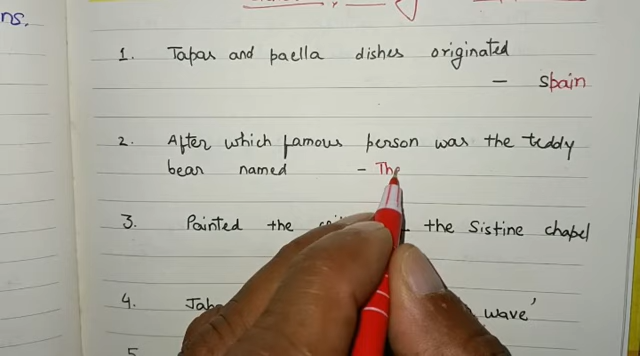 ns.
1. Tapas and paella dishes originated
- spain
2. After which famous person was the teddy
bear named - The
3. Painted the the Sistine chapel
4. wave'
5.